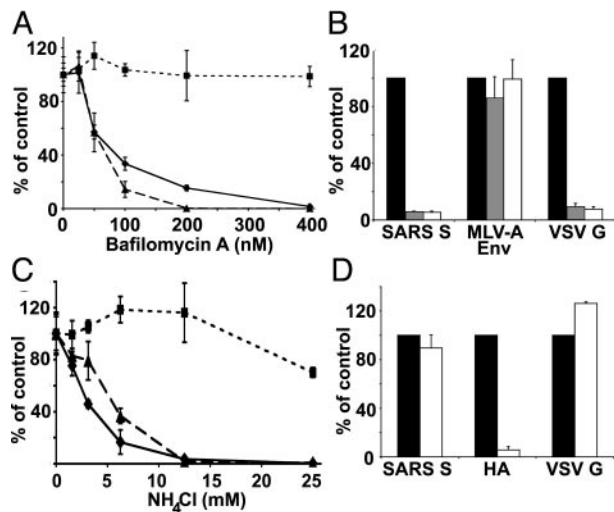 A
% of control
120
80
40
0
100
200
300
400
Bafilomycin A (nM)
B
% of control
120
80
40
0
SARS S
MLV-A
Env
VSV G
C
% of control
120
80
40
0
5
10
15
20
25
NH4Cl (mM)
D
% of control
120
80
40
0
SARS S
HA
VSV G